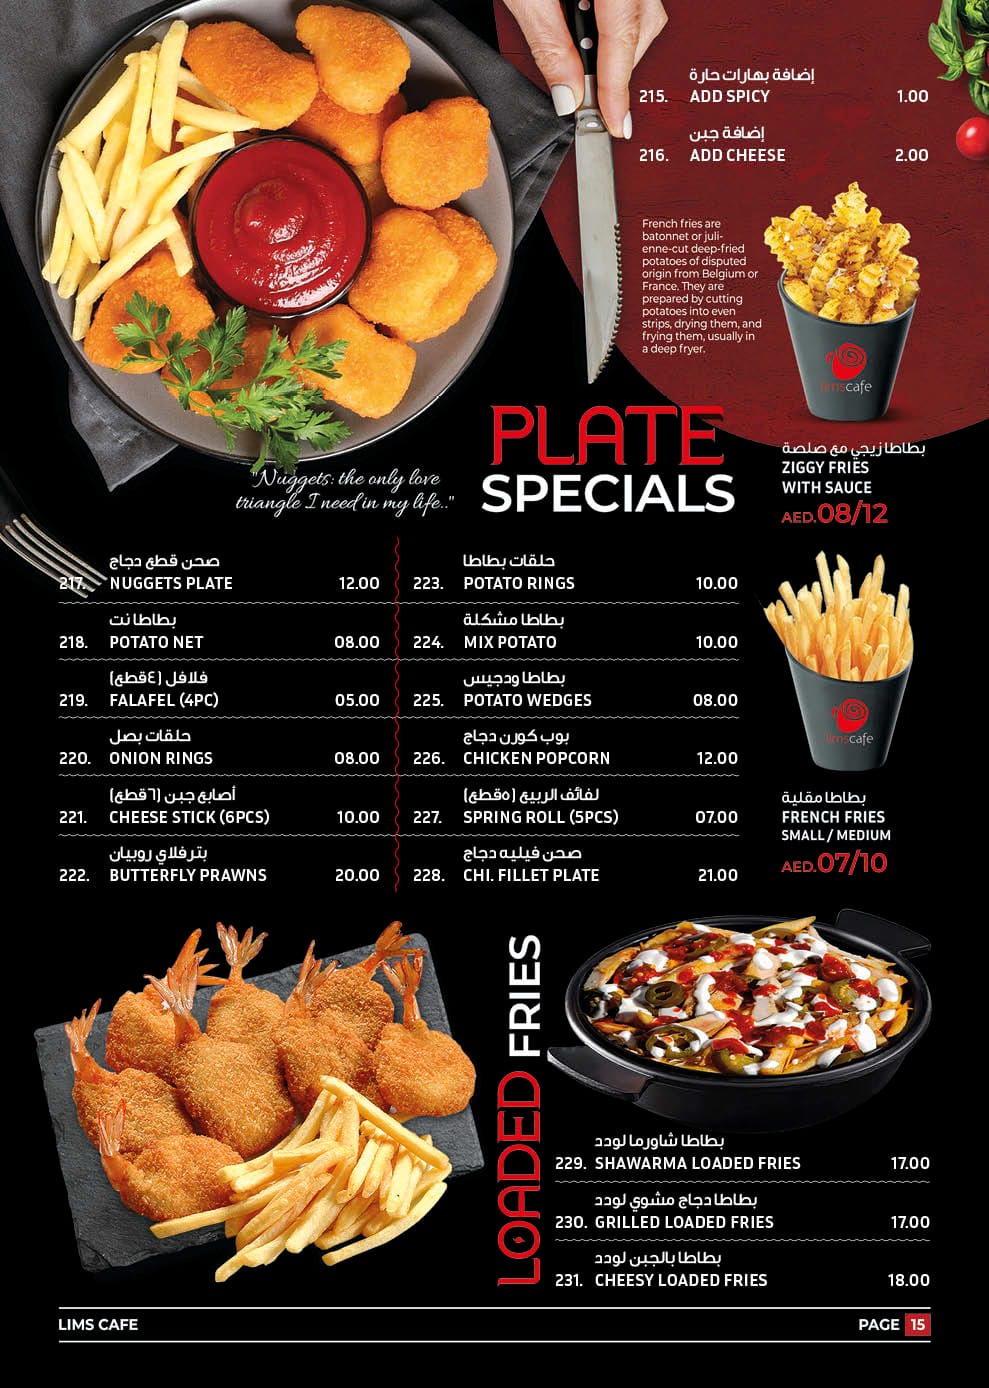 إضافة بهارات حارة
215. ADD SPICY 1.00
إضافة جبن
216. ADD CHEESE 2.00
French fries are
batonnet or juli-
enne-cut deep-fried
potatoes of disputed
origin from Belgium or
France. They are
prepared by cutting
potatoes into even
strips, drying them, and
frying them, usually in
a deep fryer.
limscafe
PLATE
SPECIALS
"Nuggets: the only love
triangle I need in my life.."
بطاطا زيجي مع صلصة
ZIGGY FRIES
WITH SAUCE
AED.08/12
صحن قطع دجاج
217. NUGGETS PLATE 12.00
بطاطا نت
218. POTATO NET 08.00
فلافل (٤قطع)
219. FALAFEL (4PC) 05.00
حلقات بصل
220. ONION RINGS 08.00
أصابع جبن (٦قطع)
221. CHEESE STICK (6PCS) 10.00
بترفلاي روبيان
222. BUTTERFLY PRAWNS 20.00
حلقات بطاطا
223. POTATO RINGS 10.00
بطاطا مشكلة
224. MIX POTATO 10.00
بطاطا ودجيس
225. POTATO WEDGES 08.00
بوب كورن دجاج
226. CHICKEN POPCORN 12.00
لفائف الربيع (٥قطع)
227. SPRING ROLL (5PCS) 07.00
صحن فيليه دجاج
228. CHI. FILLET PLATE 21.00
limscafe
بطاطا مقلية
FRENCH FRIES
SMALL / MEDIUM
AED.07/10
LOADED FRIES
بطاطا شاورما لودد
229. SHAWARMA LOADED FRIES 17.00
بطاطا دجاج مشوي لودد
230. GRILLED LOADED FRIES 17.00
بطاطا بالجبن لودد
231. CHEESY LOADED FRIES 18.00
LIMS CAFE
PAGE 15